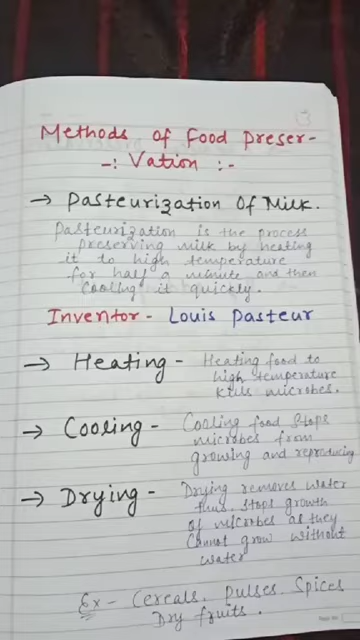 Methods of Food Preser-
-: Vation :-
→ Pasteurization Of Milk.
Pasteurization is the process
preserving milk by heating
it to high temperature
for half a minute and then
cooling it quickly.
Inventor - Louis Pasteur
→ Heating - Heating food to
high temperature
kills microbes.
→ Cooling - Cooling food stops
microbes from
growing and reproducing
→ Drying - Drying removes water
thus stops growth
of microbes as they
cannot grow without
water
Ex - Cereals, Pulses, Spices
Dry fruits.